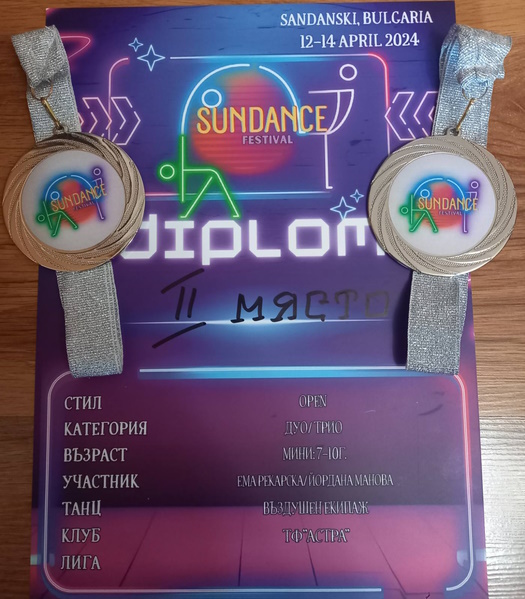 SANDANSKI, BULGARIA
12-14 APRIL 2024
SUNDANCE
FESTIVAL
SUNDANCE
FESTIVAL
SUNDANCE
FESTIVAL
DIPLOM
II МЯСТО
СТИЛ OPEN
КАТЕГОРИЯ ДУО/ТРИО
ВЪЗРАСТ МИНИ: 7-10Г.
УЧАСТНИК ЕМА РЕКАРСКА/ЙОРДАНА МАНОВА
ТАНЦ ВЪЗДУШЕН ЕКИПАЖ
КЛУБ ТФ"АСТРА"
ЛИГА